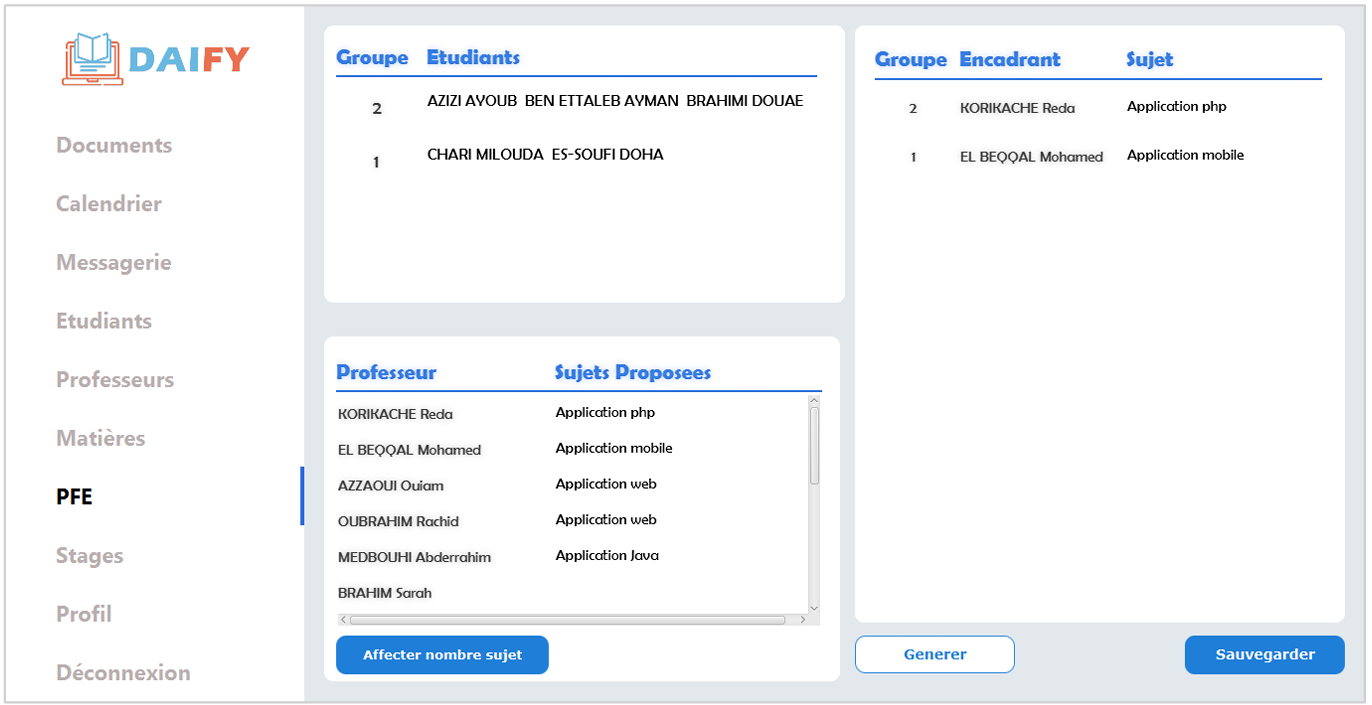 DAIFY
Documents
Calendrier
Messagerie
Etudiants
Professeurs
Matières
PFE
Stages
Profil
Déconnexion
Groupe Etudiants
2 AZIZI AYOUB BEN ETTALEB AYMAN BRAHIMI DOUAE
1 CHARI MILOUDA ES-SOUFI DOHA
Professeur Sujets Proposees
KORIKACHE Reda Application php
EL BEQQAL Mohamed Application mobile
AZZAOUI Ouiam Application web
OUBRAHIM Rachid Application web
MEDBOUHI Abderrahim Application Java
BRAHIM Sarah
Affecter nombre sujet
Groupe Encadrant Sujet
2 KORIKACHE Reda Application php
1 EL BEQQAL Mohamed Application mobile
Generer
Sauvegarder